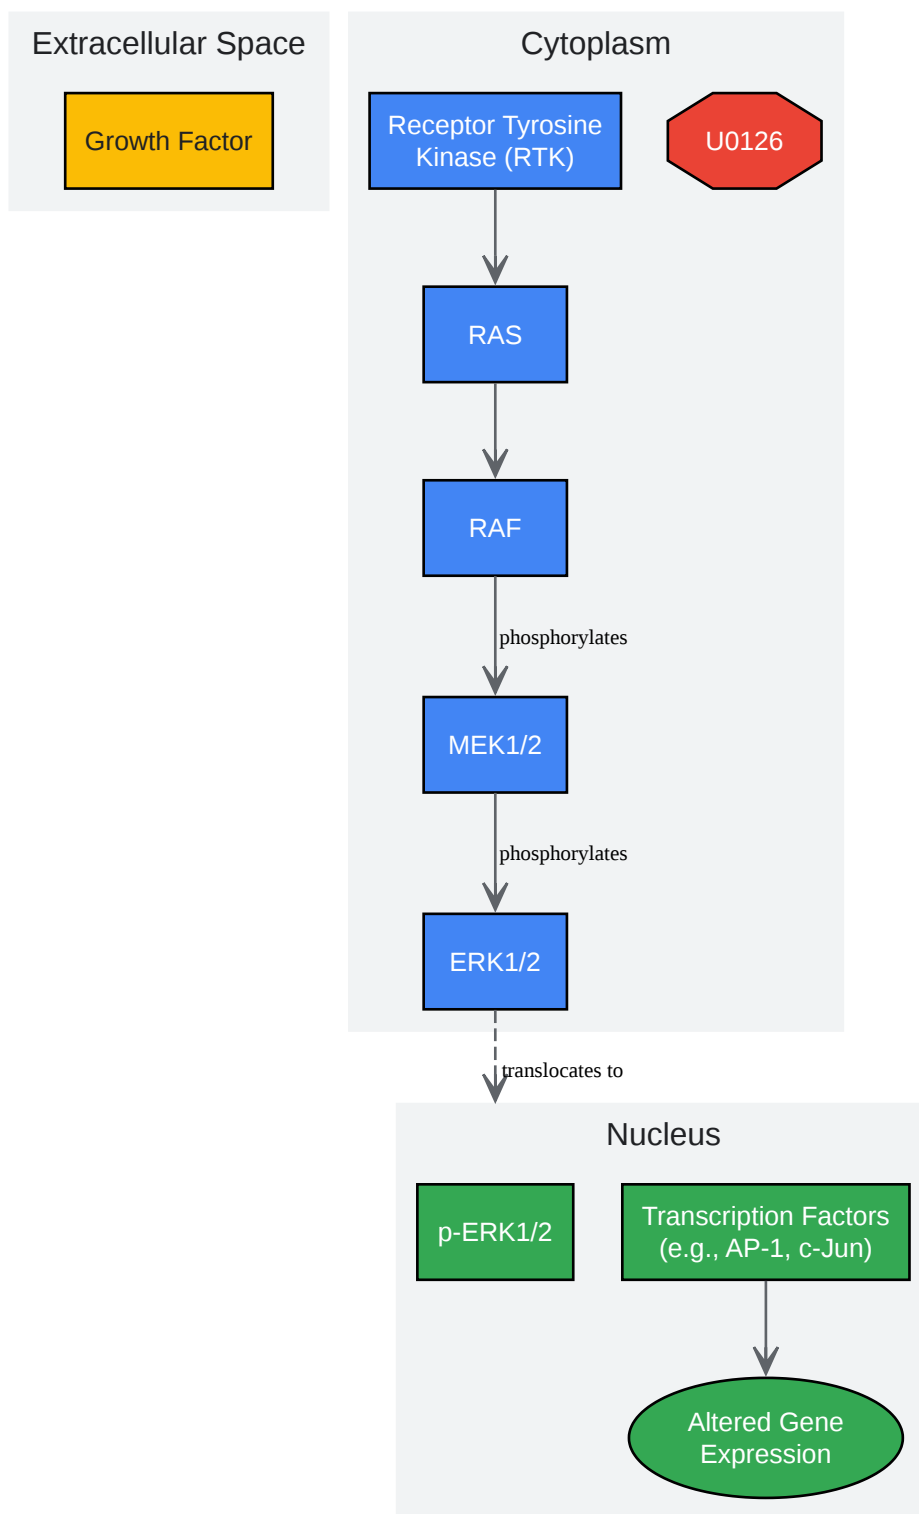 Extracellular Space
Growth Factor
Cytoplasm
Receptor Tyrosine
Kinase (RTK)
U0126
RAS
RAF
phosphorylates
MEK1/2
phosphorylates
ERK1/2
translocates to
Nucleus
p-ERK1/2
Transcription Factors
(e.g., AP-1, c-Jun)
Altered Gene
Expression